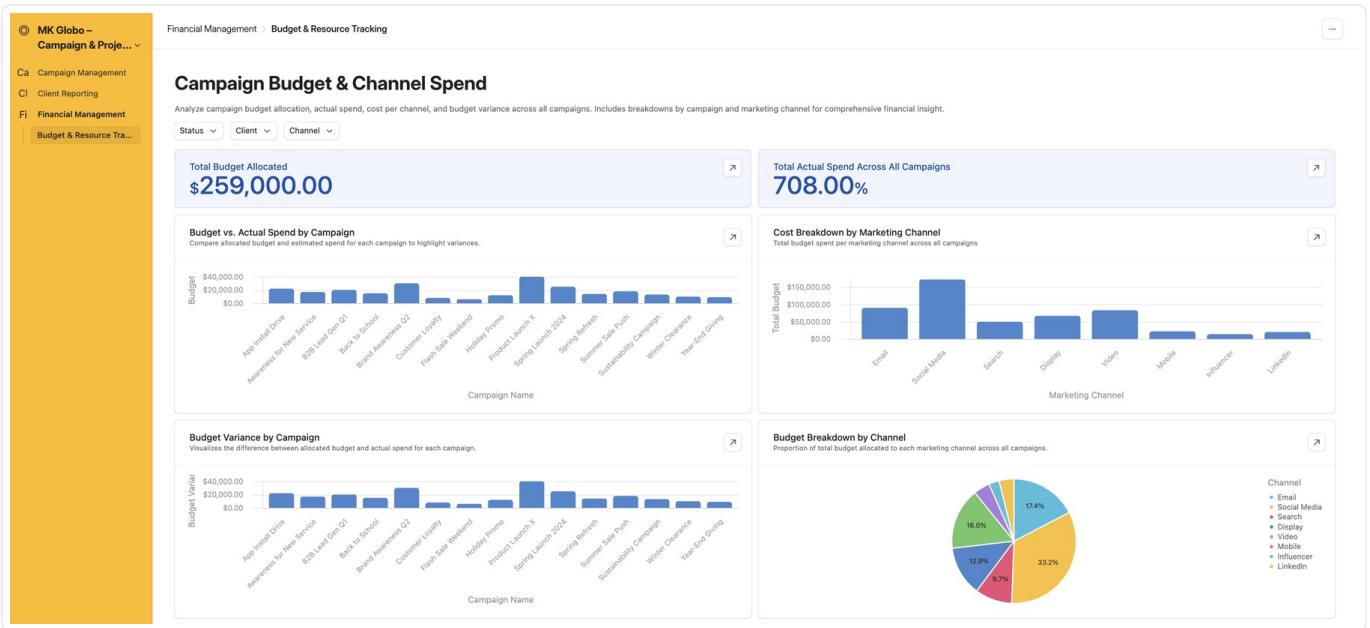 MK Globo –
Campaign & Proje...
Ca Campaign Management
Cl Client Reporting
Fi Financial Management
Budget & Resource Tra...
Financial Management > Budget & Resource Tracking
...
Campaign Budget & Channel Spend
Analyze campaign budget allocation, actual spend, cost per channel, and budget variance across all campaigns. Includes breakdowns by campaign and marketing channel for comprehensive financial insight.
Status Client Channel
Total Budget Allocated
$259,000.00
Total Actual Spend Across All Campaigns
708.00%
Budget vs. Actual Spend by Campaign
Compare allocated budget and estimated spend for each campaign to highlight variances.
Budget
$40,000.00
$20,000.00
$0.00
App Install Drive
Awareness for New Service
B2B Lead Gen Q1
Back to School
Brand Awareness Q2
Customer Loyalty
Flash Sale Weekend
Holiday Promo
Product Launch X
Spring Launch 2024
Spring Refresh
Summer Sale Push
Sustainability Campaign
Winter Clearance
Year-End Giving
Campaign Name
Cost Breakdown by Marketing Channel
Total budget spent per marketing channel across all campaigns
Total Budget
$150,000.00
$100,000.00
$50,000.00
$0.00
Email
Social Media
Search
Display
Video
Mobile
Influencer
LinkedIn
Marketing Channel
Budget Variance by Campaign
Visualizes the difference between allocated budget and actual spend for each campaign.
Budget Variar
$40,000.00
$20,000.00
$0.00
App Install Drive
Awareness for New Service
B2B Lead Gen Q1
Back to School
Brand Awareness Q2
Customer Loyalty
Flash Sale Weekend
Holiday Promo
Product Launch X
Spring Launch 2024
Spring Refresh
Summer Sale Push
Sustainability Campaign
Winter Clearance
Year-End Giving
Campaign Name
Budget Breakdown by Channel
Proportion of total budget allocated to each marketing channel across all campaigns.
17.4%
33.2%
9.7%
12.9%
16.0%
Channel
Email
Social Media
Search
Display
Video
Mobile
Influencer
LinkedIn